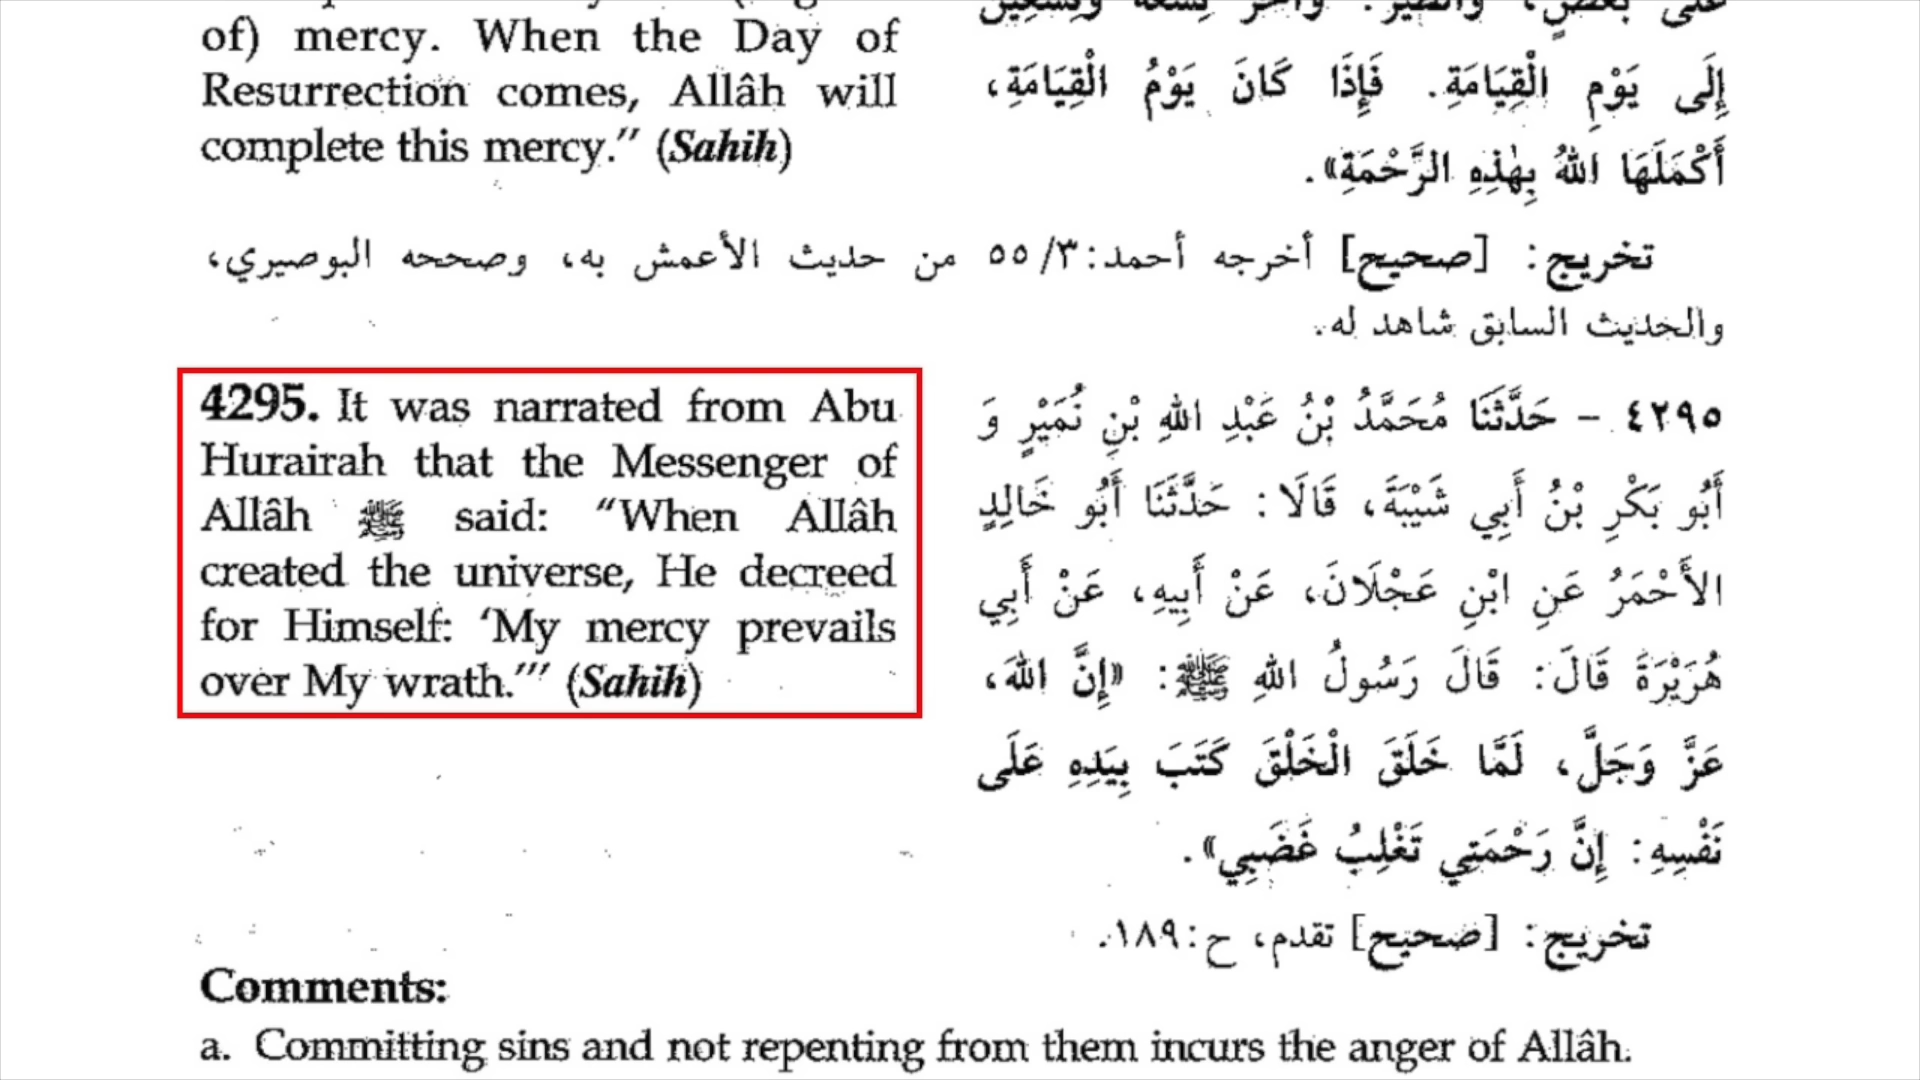 of) mercy. When the Day of
Resurrection comes, Allâh will
complete this mercy.” (Sahih)
إِلَى يَوْمِ الْقِيَامَةِ. فَإِذَا كَانَ يَوْمُ الْقِيَامَةِ،
أَكْمَلَهَا اللهُ بِهٰذِهِ الرَّحْمَةِ».
تخريج: [صحيح] أخرجه أحمد: ٣/ ٥٥ من حديث الأعمش به، وصححه البوصيري،
والحديث السابق شاهد له.
4295. It was narrated from Abu
Hurairah that the Messenger of
Allâh ﷺ said: “When Allâh
created the universe, He decreed
for Himself: ‘My mercy prevails
over My wrath.’” (Sahih)
٤٢٩٥ - حَدَّثَنَا مُحَمَّدُ بْنُ عَبْدِ اللهِ بْنِ نُمَيْرٍ وَ
أَبُو بَكْرِ بْنُ أَبِي شَيْبَةَ، قَالَا: حَدَّثَنَا أَبُو خَالِدٍ
الأَحْمَرُ عَنِ ابْنِ عَجْلَانَ، عَنْ أَبِيهِ، عَنْ أَبِي
هُرَيْرَةَ قَالَ: قَالَ رَسُولُ اللهِ ﷺ: «إِنَّ اللهَ،
عَزَّ وَجَلَّ، لَمَّا خَلَقَ الْخَلْقَ كَتَبَ بِيَدِهِ عَلَى
نَفْسِهِ: إِنَّ رَحْمَتِي تَغْلِبُ غَضَبِي».
تخريج: [صحيح] تقدم، ح: ١٨٩.
Comments:
a. Committing sins and not repenting from them incurs the anger of Allâh.